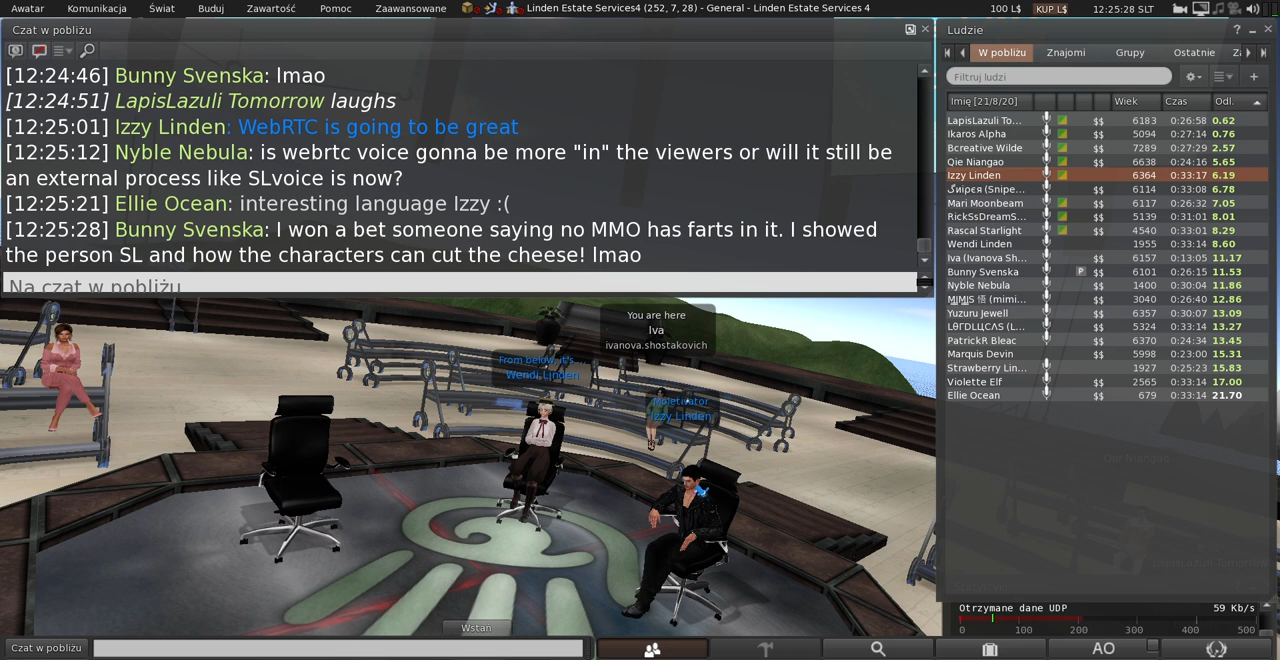 Awatar Komunikacja Świat Buduj Zawartość Pomoc Zaawansowane Linden Estate Services4 (252, 7, 28) - General - Linden Estate Services 4 100 L$ KUP L$ 12:25:28 SLT
Czat w pobliżu
[12:24:46] Bunny Svenska: lmao
[12:24:51] LapisLazuli Tomorrow laughs
[12:25:01] Izzy Linden: WebRTC is going to be great
[12:25:12] Nyble Nebula: is webrtc voice gonna be more "in" the viewers or will it still be
an external process like SLvoice is now?
[12:25:21] Ellie Ocean: interesting language Izzy :(
[12:25:28] Bunny Svenska: I won a bet someone saying no MMO has farts in it. I showed
the person SL and how the characters can cut the cheese! lmao
Na czat w pobliżu
You are here
Iva
ivanova.shostakovich
From below, it's...
Wendi Linden
Moletivator
Izzy Linden
Wstań
Czat w pobliżu
Ludzie
W pobliżu Znajomi Grupy Ostatnie
Filtruj ludzi
Imię [21/8/20] Wiek Czas Odl.
LapisLazuli To... 6183 0:26:58 0.62
Ikaros Alpha $$ 5094 0:27:14 0.76
Bcreative Wilde $$ 7289 0:27:29 2.57
Qie Niangao $$ 6638 0:24:16 5.65
Izzy Linden 6364 0:33:17 6.19
(Snipe... $$ 6114 0:33:08 6.78
Mari Moonbeam $$ 6117 0:26:32 7.05
RickSsDreamS... $$ 5139 0:31:01 8.01
Rascal Starlight $$ 4540 0:33:01 8.29
Wendi Linden 1955 0:33:14 8.60
Iva (Ivanova Sh... $$ 6157 0:13:05 11.17
Bunny Svenska P $$ 6101 0:26:15 11.53
Nyble Nebula $$ 1400 0:30:04 11.86
(mimi... $$ 3040 0:26:40 12.86
Yuzuru Jewell $$ 6357 0:30:07 13.09
(L... $$ 5324 0:33:14 13.27
PatrickR Bleac $$ 6370 0:24:34 13.45
Marquis Devin $$ 5998 0:23:00 15.31
Strawberry Lin... 1927 0:25:23 15.83
Violette Elf $$ 2565 0:33:14 17.00
Ellie Ocean $$ 679 0:33:14 21.70
Qie Niangao
Otrzymane dane UDP 59 Kb/s
0 100 200 300 400 500
AO